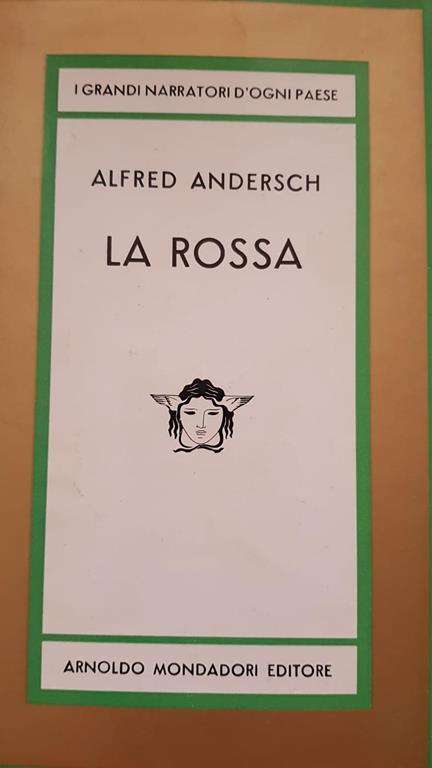 I GRANDI NARRATORI D'OGNI PAESE
ALFRED ANDERSCH
LA ROSSA
ARNOLDO MONDADORI EDITORE